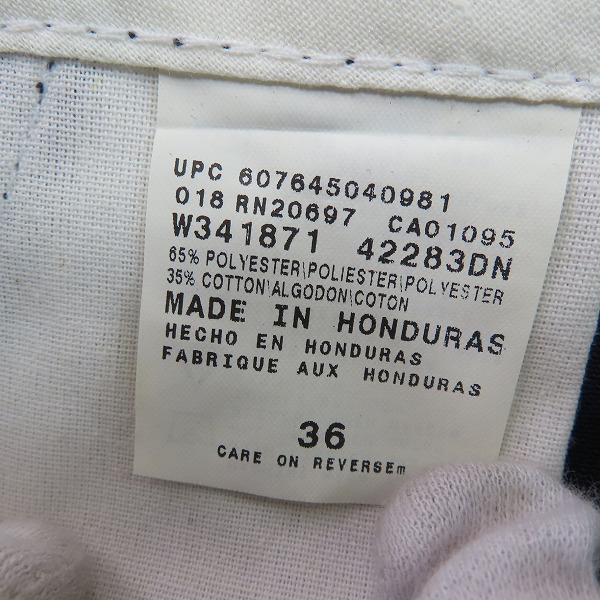 UPC 607645040981
018 RN20697 CA01095
W341871 42283DN
65% POLYESTER\POLIESTER\POLYESTER
35% COTTON\ALGODON\COTON
MADE IN HONDURAS
HECHO EN HONDURAS
FABRIQUE AUX HONDURAS
36
CARE ON REVERSEm